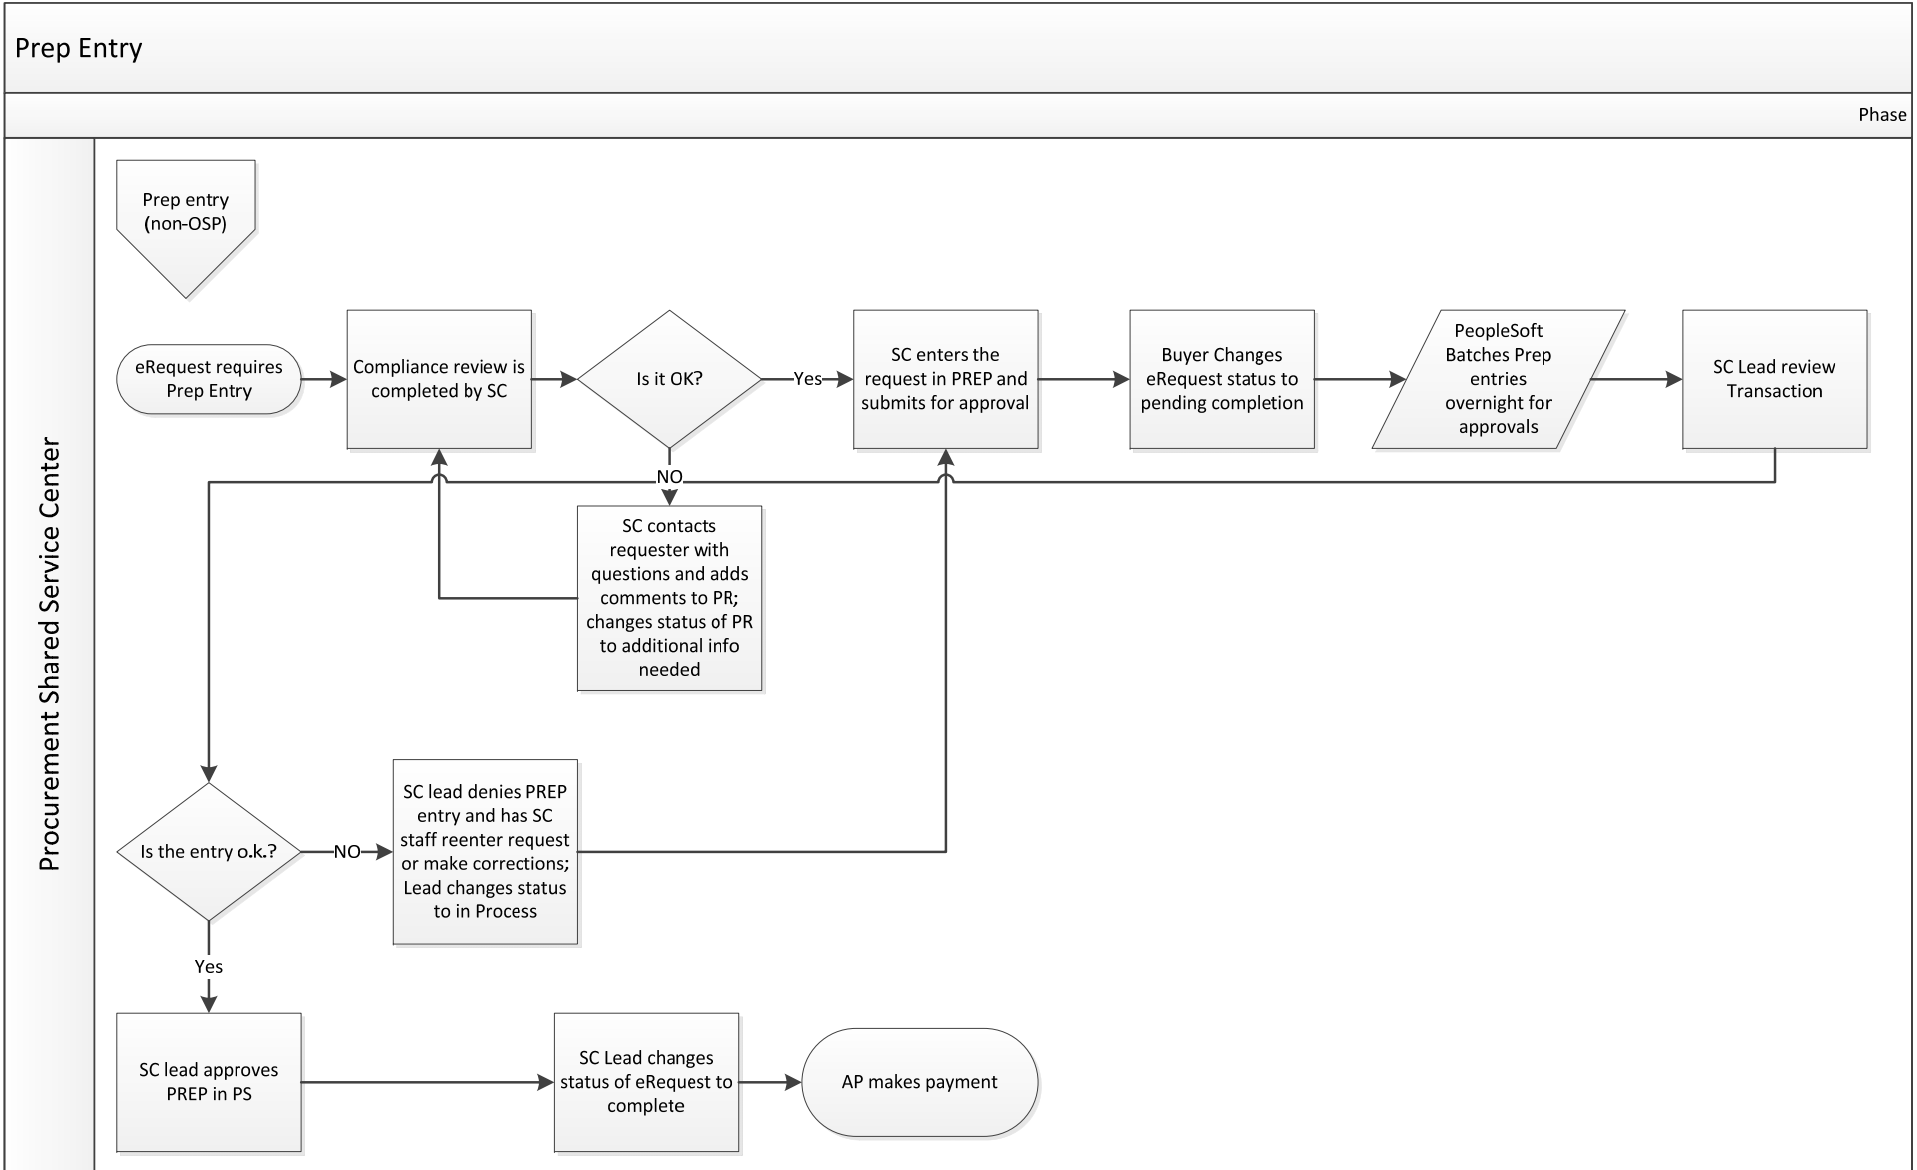 Prep Entry
Phase
Procurement Shared Service Center
Prep entry
(non-OSP)
eRequest requires
Prep Entry
Compliance review is
completed by SC
Is it OK?
Yes
SC enters the
request in PREP and
submits for approval
Buyer Changes
eRequest status to
pending completion
PeopleSoft
Batches Prep
entries
overnight for
approvals
SC Lead review
Transaction
NO
SC contacts
requester with
questions and adds
comments to PR;
changes status of PR
to additional info
needed
Is the entry o.k.?
NO
SC lead denies PREP
entry and has SC
staff reenter request
or make corrections;
Lead changes status
to in Process
Yes
SC lead approves
PREP in PS
SC Lead changes
status of eRequest to
complete
AP makes payment